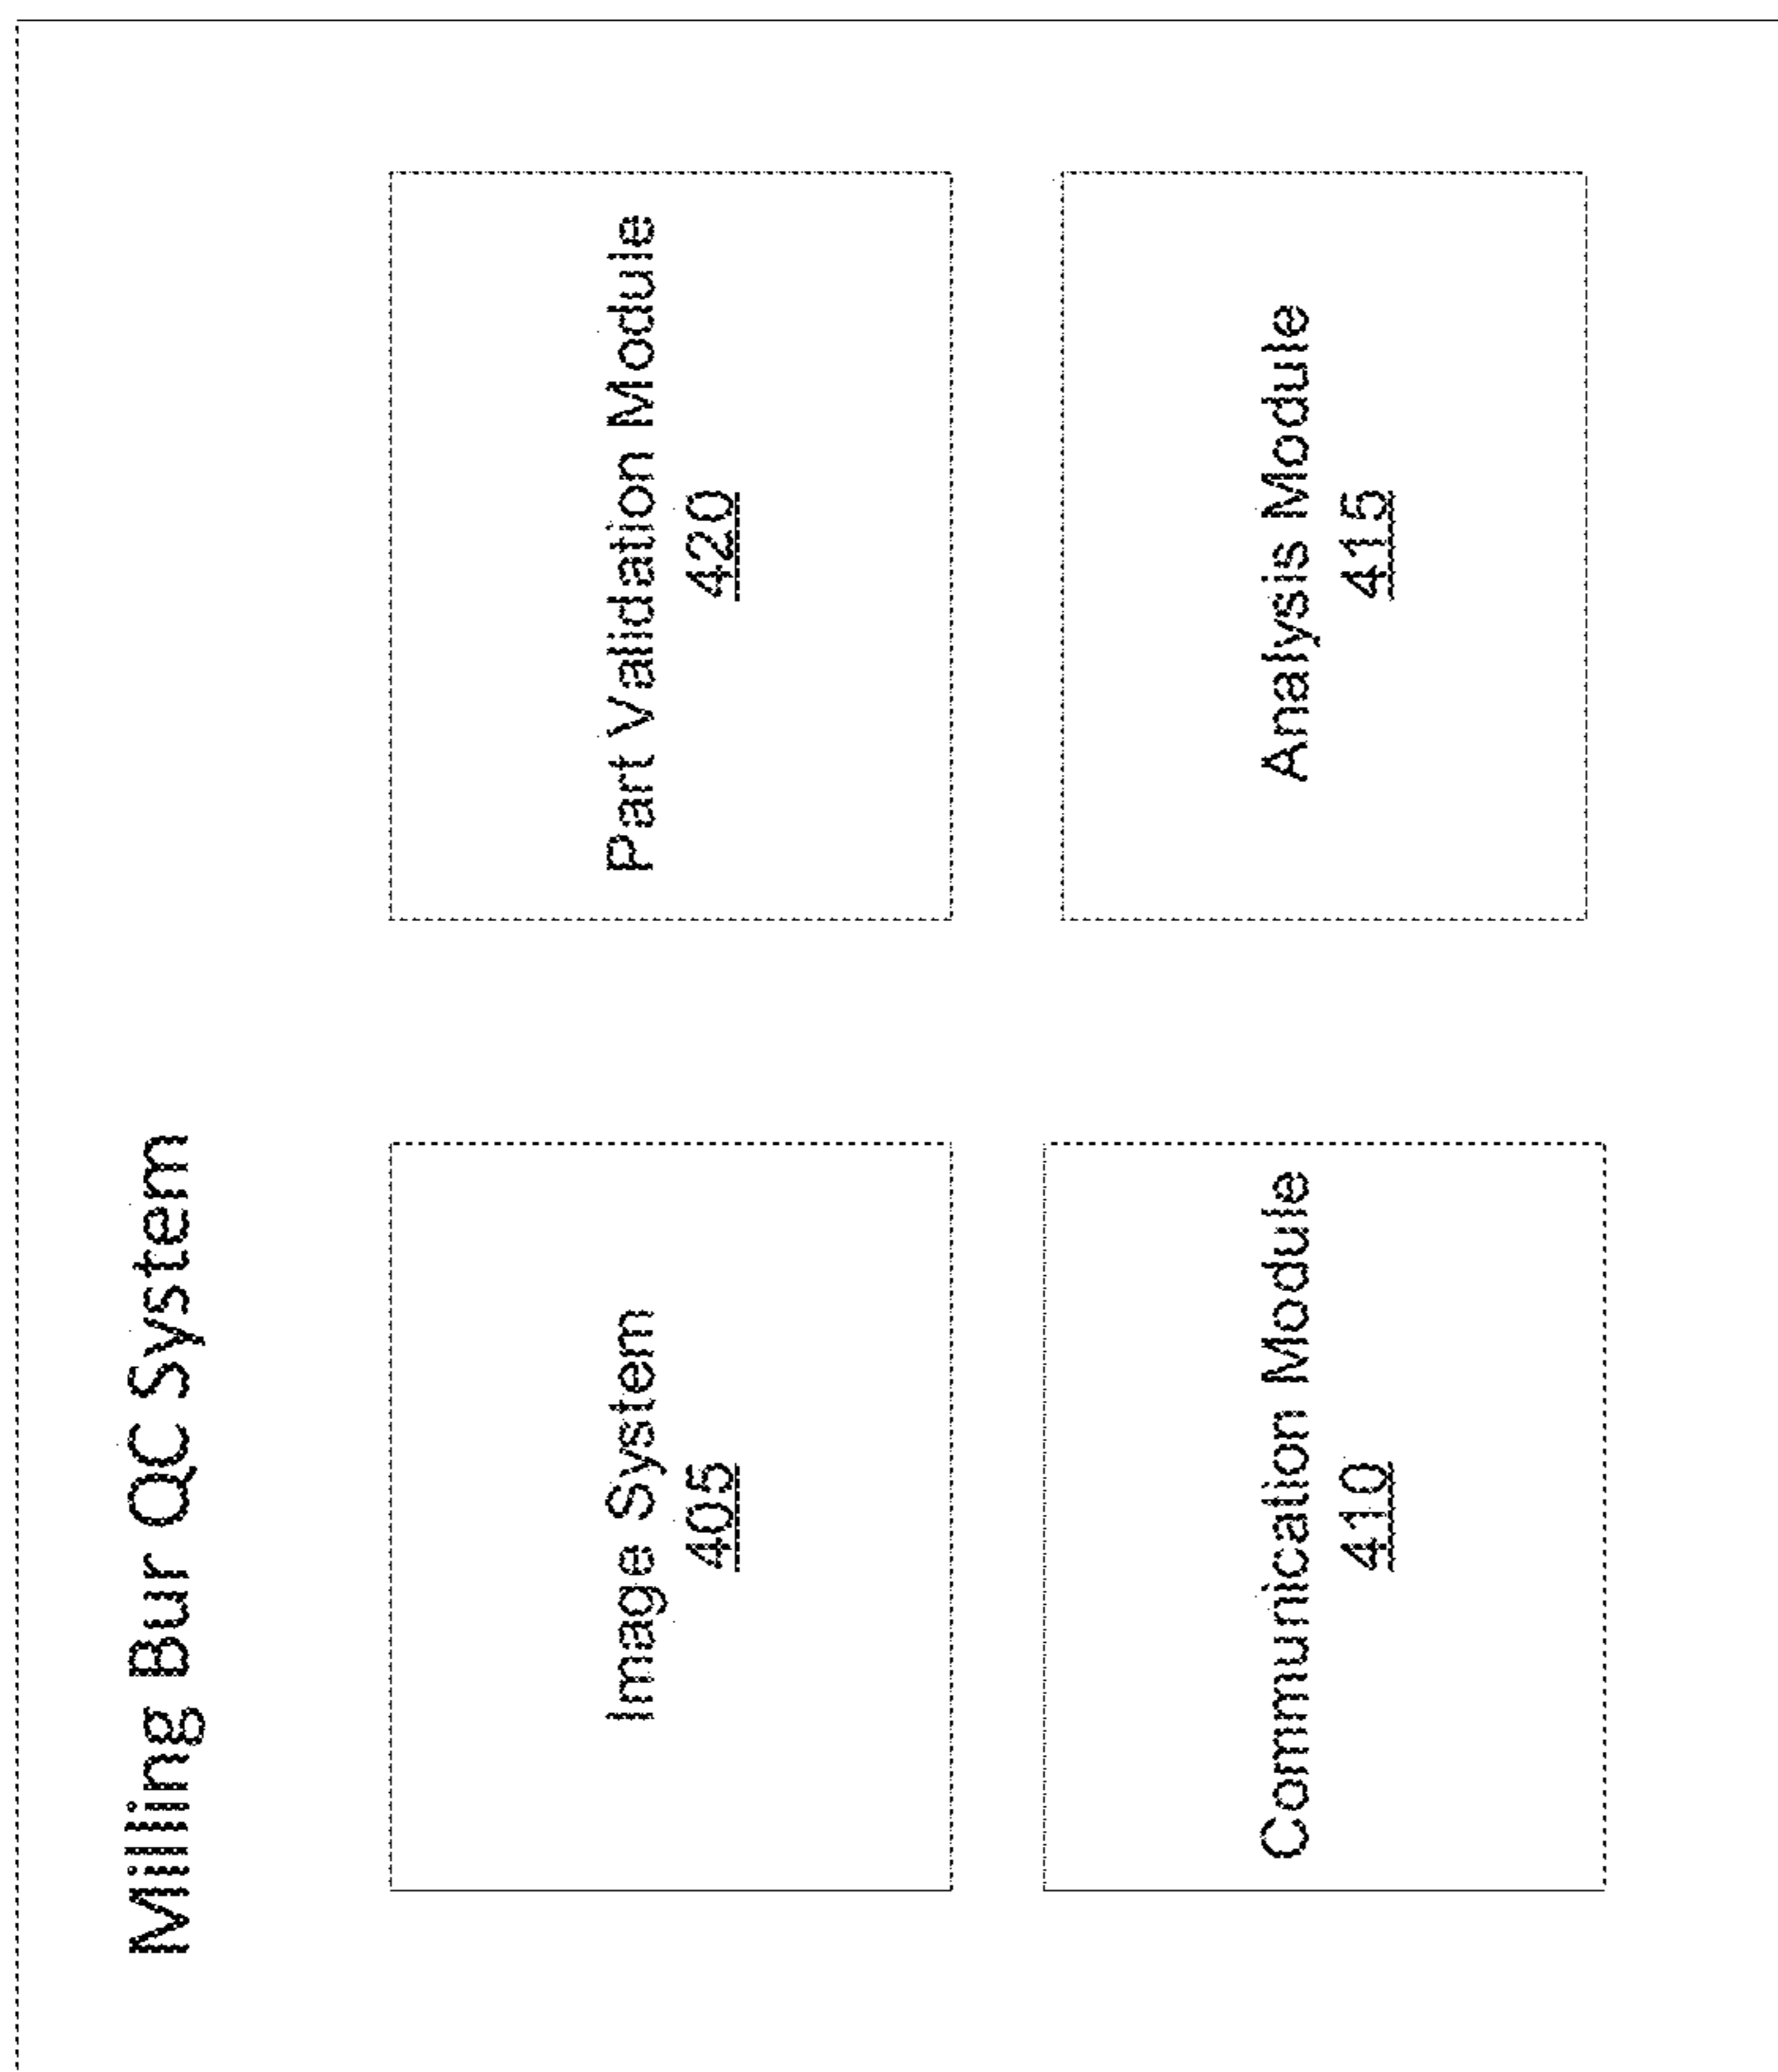 Milling Bur QC System
Image System
405
Part Validation Module
420
Communication Module
410
Analysis Module
415